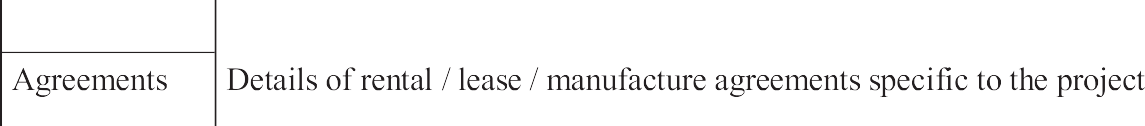 Agreements Details of rental / lease / manufacture agreements specific to the project